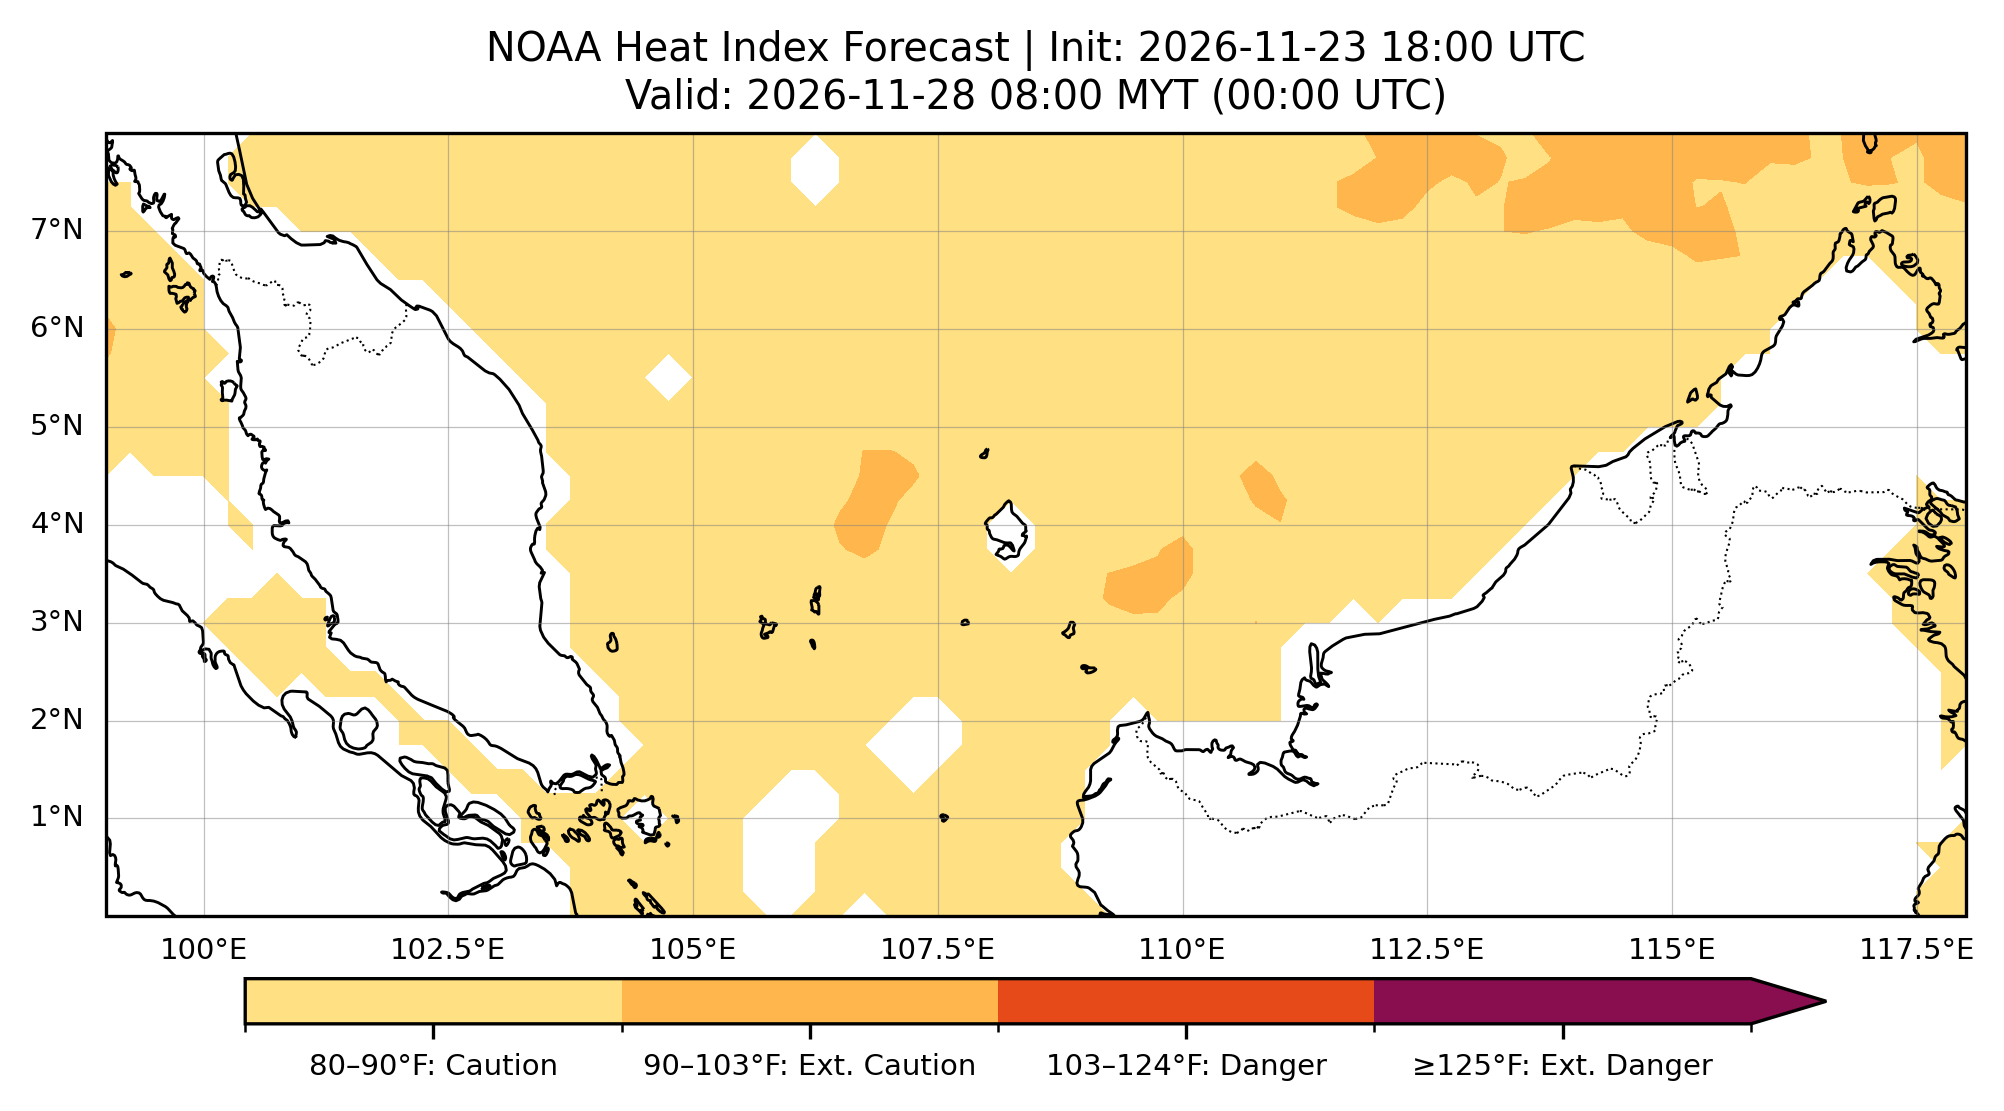 NOAA Heat Index Forecast | Init: 2026-11-23 18:00 UTC
Valid: 2026-11-28 08:00 MYT (00:00 UTC)
7°N
6°N
5°N
4°N
3°N
2°N
1°N
100°E 102.5°E 105°E 107.5°E 110°E 112.5°E 115°E 117.5°E
80–90°F: Caution 90–103°F: Ext. Caution 103–124°F: Danger ≥125°F: Ext. Danger